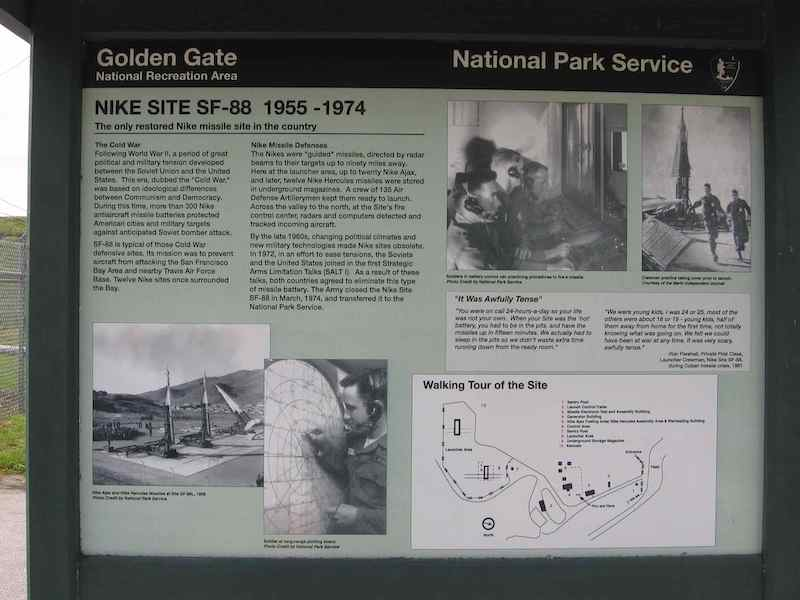 Golden Gate
National Recreation Area
National Park Service
NIKE SITE SF-88 1955 -1974
The only restored Nike missile site in the country
The Cold War
Following World War II, a period of great
political and military tension developed
between the Soviet Union and the United
States. This era, dubbed the "Cold War,"
was based on ideological differences
between Communism and Democracy.
During this time, more than 300 Nike
antiaircraft missile batteries protected
American cities and military targets
against anticipated Soviet bomber attack.
SF-88 is typical of those Cold War
defensive sites. Its mission was to prevent
aircraft from attacking the San Francisco
Bay Area and nearby Travis Air Force
Base. Twelve Nike sites once surrounded
the Bay.
Nike Missile Defenses
The Nikes were "guided" missiles, directed by radar
beams to their targets up to ninety miles away.
Here at the launcher area, up to twenty Nike Ajax,
and later, twelve Nike Hercules missiles were stored
in underground magazines. A crew of 135 Air
Defense Artillerymen kept them ready to launch.
Across the valley to the north, at the Site's fire
control center, radars and computers detected and
tracked incoming aircraft.
By the late 1960s, changing political climates and
new military technologies made Nike sites obsolete.
In 1972, in an effort to ease tensions, the Soviets
and the United States joined in the first Strategic
Arms Limitation Talks (SALT I). As a result of these
talks, both countries agreed to eliminate this type
of missile battery. The Army closed the Nike Site
SF-88 in March, 1974, and transferred it to the
National Park Service.
Soldiers in battery control van practicing procedures to fire a missile.
Photo Credit by National Park Service
Crewmen practice taking cover prior to launch.
Courtesy of the Marin Independent Journal
"It Was Awfully Tense"
"You were on call 24-hours-a-day so your life
was not your own. When your Site was the 'hot'
battery, you had to be in the pits, and have the
missiles up in fifteen minutes. We actually had to
sleep in the pits so we didn't waste extra time
running down from the ready room."
"We were young kids. I was 24 or 25, most of the
others were about 18 or 19 - young kids, half of
them away from home for the first time, not totally
knowing what was going on. We felt we could
have been at war at any time. It was very scary,
awfully tense."
Private First Class,
Launcher Crewman, Nike Site SF-88,
during Cuban missile crisis,
Nike Ajax and Nike Hercules Missiles at Site SF-88L,
Photo Credit by National Park Service
Soldier at long-range plotting board.
Photo Credit by National Park Service
Walking Tour of the Site
1 Sentry Post
2 Launch Control Trailer
3 Missile Electronic Test and Assembly Building
4 Generator Building
5 Nike Ajax Fueling Area/ Nike Hercules Assembly Area & Warheading Building
6 Control Area
7 Sentry Post
8 Launcher Area
9 Underground Storage Magazine
10 Kennels
Launcher Area
Entrance
You are Here
North